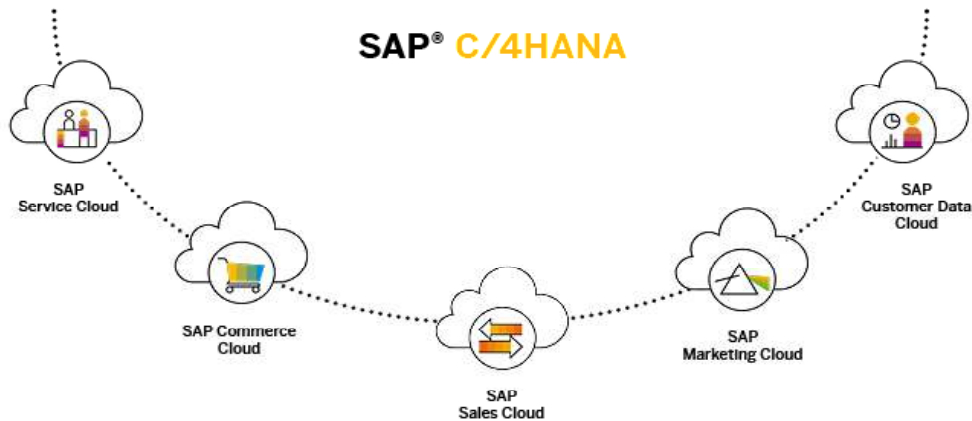 SAP® C/4HANA
SAP
Service Cloud
SAP Commerce
Cloud
SAP
Sales Cloud
SAP
Marketing Cloud
SAP
Customer Data
Cloud